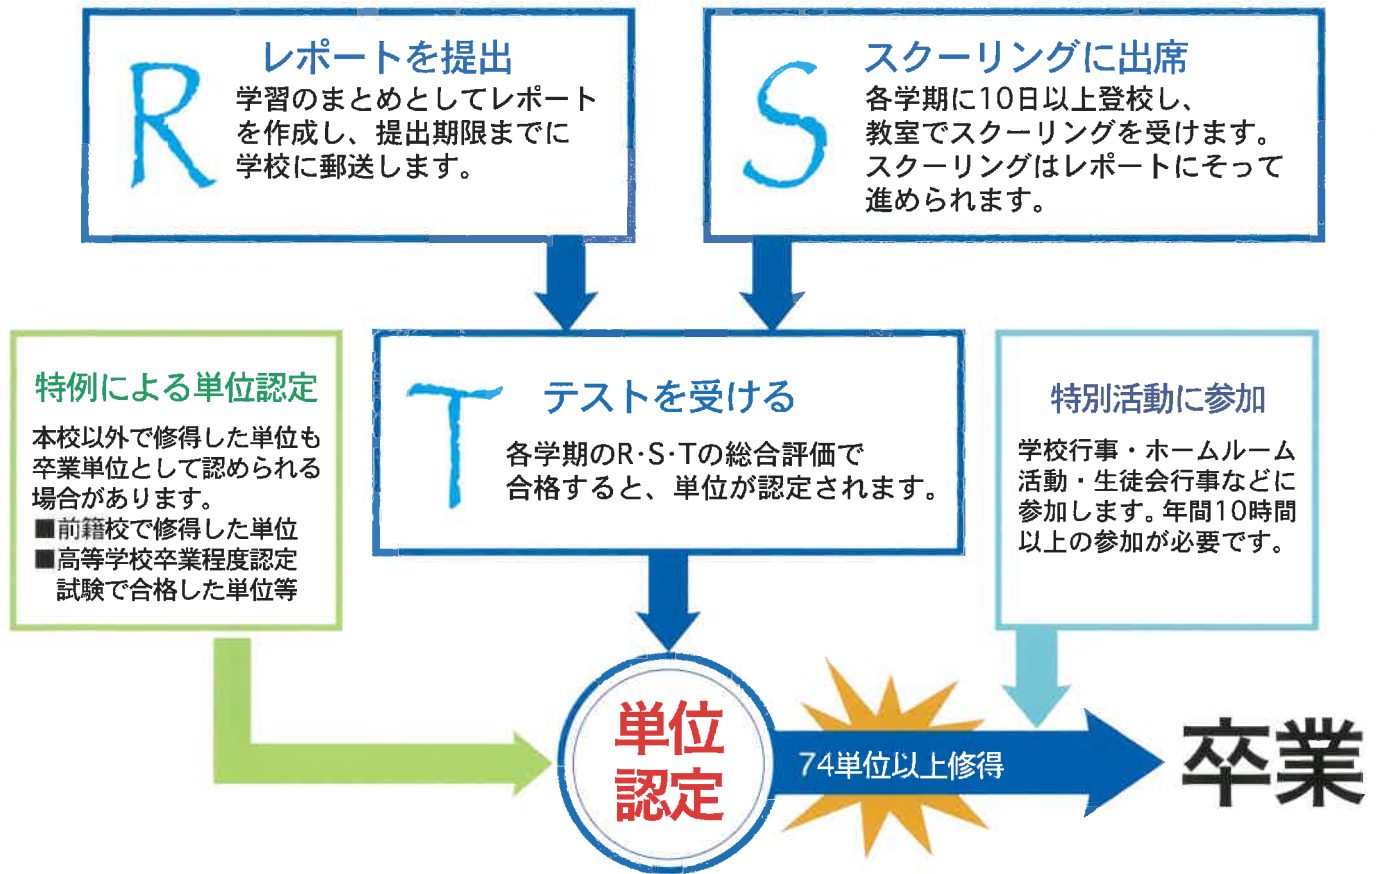 R
レポートを提出
学習のまとめとしてレポート
を作成し、提出期限までに
学校に郵送します。
S
スクーリングに出席
各学期に10日以上登校し、
教室でスクーリングを受けます。
スクーリングはレポートにそって
進められます。
特例による単位認定
本校以外で修得した単位も
卒業単位として認められる
場合があります。
■前籍校で修得した単位
■高等学校卒業程度認定
試験で合格した単位等
T
テストを受ける
各学期のR・S・Tの総合評価で
合格すると、単位が認定されます。
特別活動に参加
学校行事・ホームルーム
活動・生徒会行事などに
参加します。年間10時間
以上の参加が必要です。
単位
認定
74単位以上修得
卒業